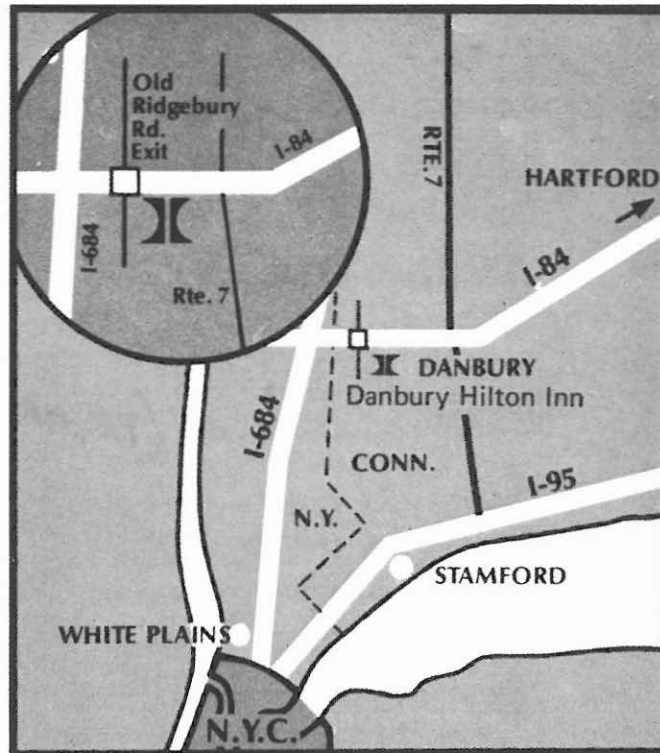 Old
Ridgebury
Rd.
Exit
I-84
I-684
Rte. 7
RTE. 7
HARTFORD
I-84
DANBURY
Danbury Hilton Inn
I-684
CONN.
I-95
N.Y.
STAMFORD
WHITE PLAINS
N.Y.C.